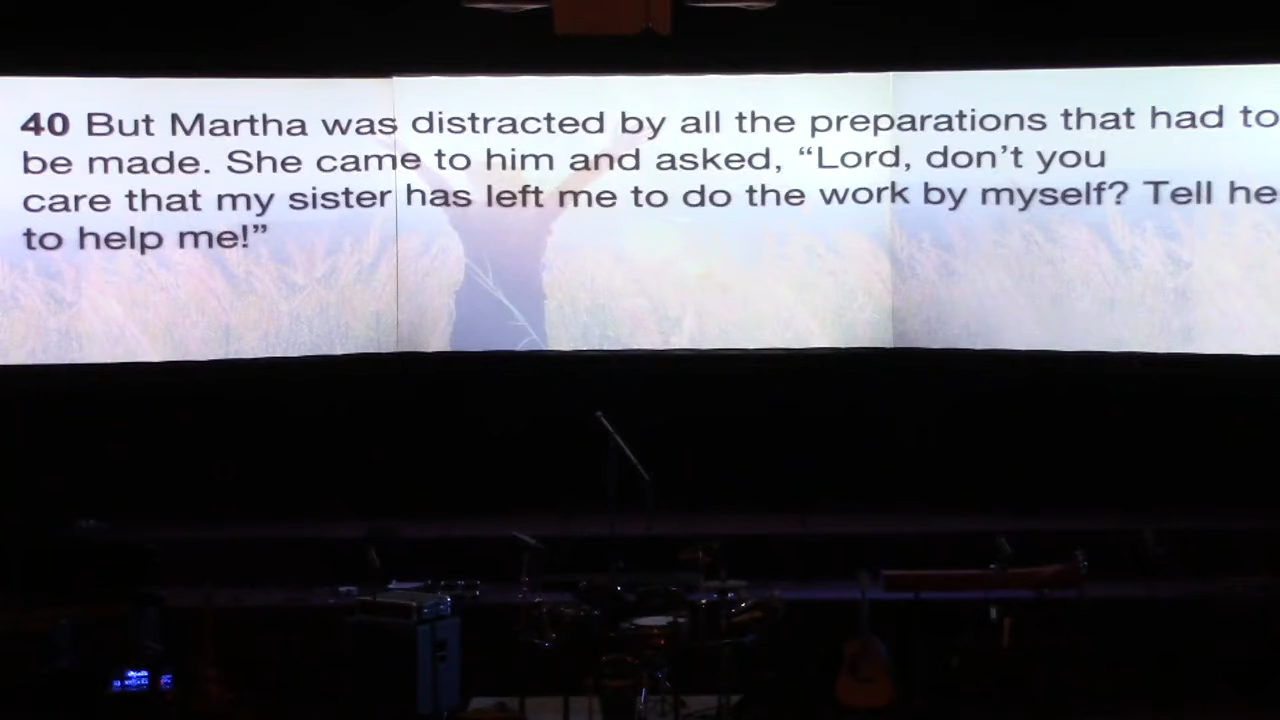 40 But Martha was distracted by all the preparations that had to
be made. She came to him and asked, “Lord, don’t you
care that my sister has left me to do the work by myself? Tell he
to help me!”